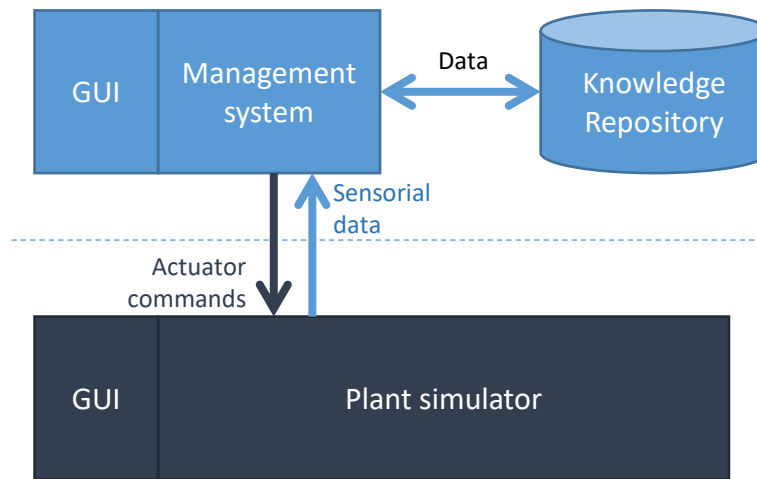 GUI
Management
system
Data
Knowledge
Repository
Sensorial
data
Actuator
commands
GUI
Plant simulator